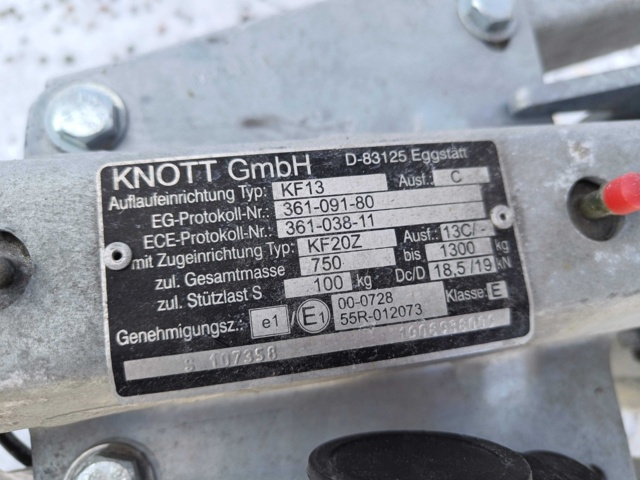 KNOTT GmbH D-83125 Eggstätt
Auflaufeinrichtung Typ: KF13 Ausf.: C
EG-Protokoll-Nr.: 361-091-80
ECE-Protokoll-Nr.: 361-038-11
mit Zugeinrichtung Typ: KF20Z Ausf.: 13C/-
zul. Gesamtmasse 750 bis 1300 kg
zul. Stützlast S 100 kg Dc/D 18,5/19 kN
Genehmigungsz.: e1 E1 00-0728 Klasse: E
55R-012073
S 107358